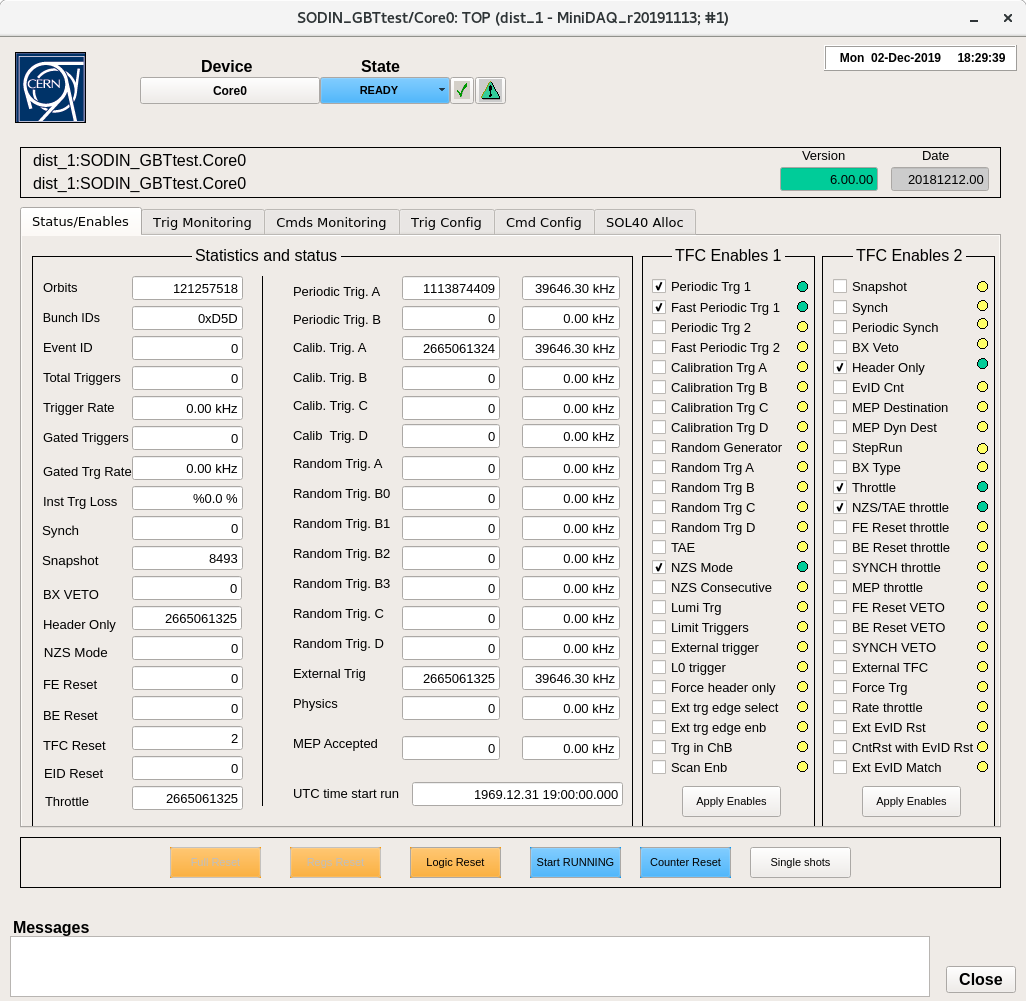 SODIN_GBTtest/Core0: TOP (dist_1 - MiniDAQ_r20191113; #1)
Mon 02-Dec-2019 18:29:39
CERN
Device State
Core0 READY
dist_1:SODIN_GBTtest.Core0
dist_1:SODIN_GBTtest.Core0
Version Date
6.00.00 20181212.00
Status/Enables Trig Monitoring Cmds Monitoring Trig Config Cmd Config SOL40 Alloc
Statistics and status
Orbits 121257518
Bunch IDs 0xD5D
Event ID 0
Total Triggers 0
Trigger Rate 0.00 kHz
Gated Triggers 0
Gated Trg Rate 0.00 kHz
Inst Trg Loss %0.0 %
Synch 0
Snapshot 8493
BX VETO 0
Header Only 2665061325
NZS Mode 0
FE Reset 0
BE Reset 0
TFC Reset 2
EID Reset 0
Throttle 2665061325
Periodic Trig. A 1113874409 39646.30 kHz
Periodic Trig. B 0 0.00 kHz
Calib. Trig. A 2665061324 39646.30 kHz
Calib. Trig. B 0 0.00 kHz
Calib. Trig. C 0 0.00 kHz
Calib Trig. D 0 0.00 kHz
Random Trig. A 0 0.00 kHz
Random Trig. B0 0 0.00 kHz
Random Trig. B1 0 0.00 kHz
Random Trig. B2 0 0.00 kHz
Random Trig. B3 0 0.00 kHz
Random Trig. C 0 0.00 kHz
Random Trig. D 0 0.00 kHz
External Trig 2665061325 39646.30 kHz
Physics 0 0.00 kHz
MEP Accepted 0 0.00 kHz
UTC time start run 1969.12.31 19:00:00.000
TFC Enables 1
Periodic Trg 1
Fast Periodic Trg 1
Periodic Trg 2
Fast Periodic Trg 2
Calibration Trg A
Calibration Trg B
Calibration Trg C
Calibration Trg D
Random Generator
Random Trg A
Random Trg B
Random Trg C
Random Trg D
TAE
NZS Mode
NZS Consecutive
Lumi Trg
Limit Triggers
External trigger
L0 trigger
Force header only
Ext trg edge select
Ext trg edge enb
Trg in ChB
Scan Enb
Apply Enables
TFC Enables 2
Snapshot
Synch
Periodic Synch
BX Veto
Header Only
EvID Cnt
MEP Destination
MEP Dyn Dest
StepRun
BX Type
Throttle
NZS/TAE throttle
FE Reset throttle
BE Reset throttle
SYNCH throttle
MEP throttle
FE Reset VETO
BE Reset VETO
SYNCH VETO
External TFC
Force Trg
Rate throttle
Ext EvID Rst
CntRst with EvID Rst
Ext EvID Match
Apply Enables
Logic Reset Start RUNNING Counter Reset Single shots
Messages
Close